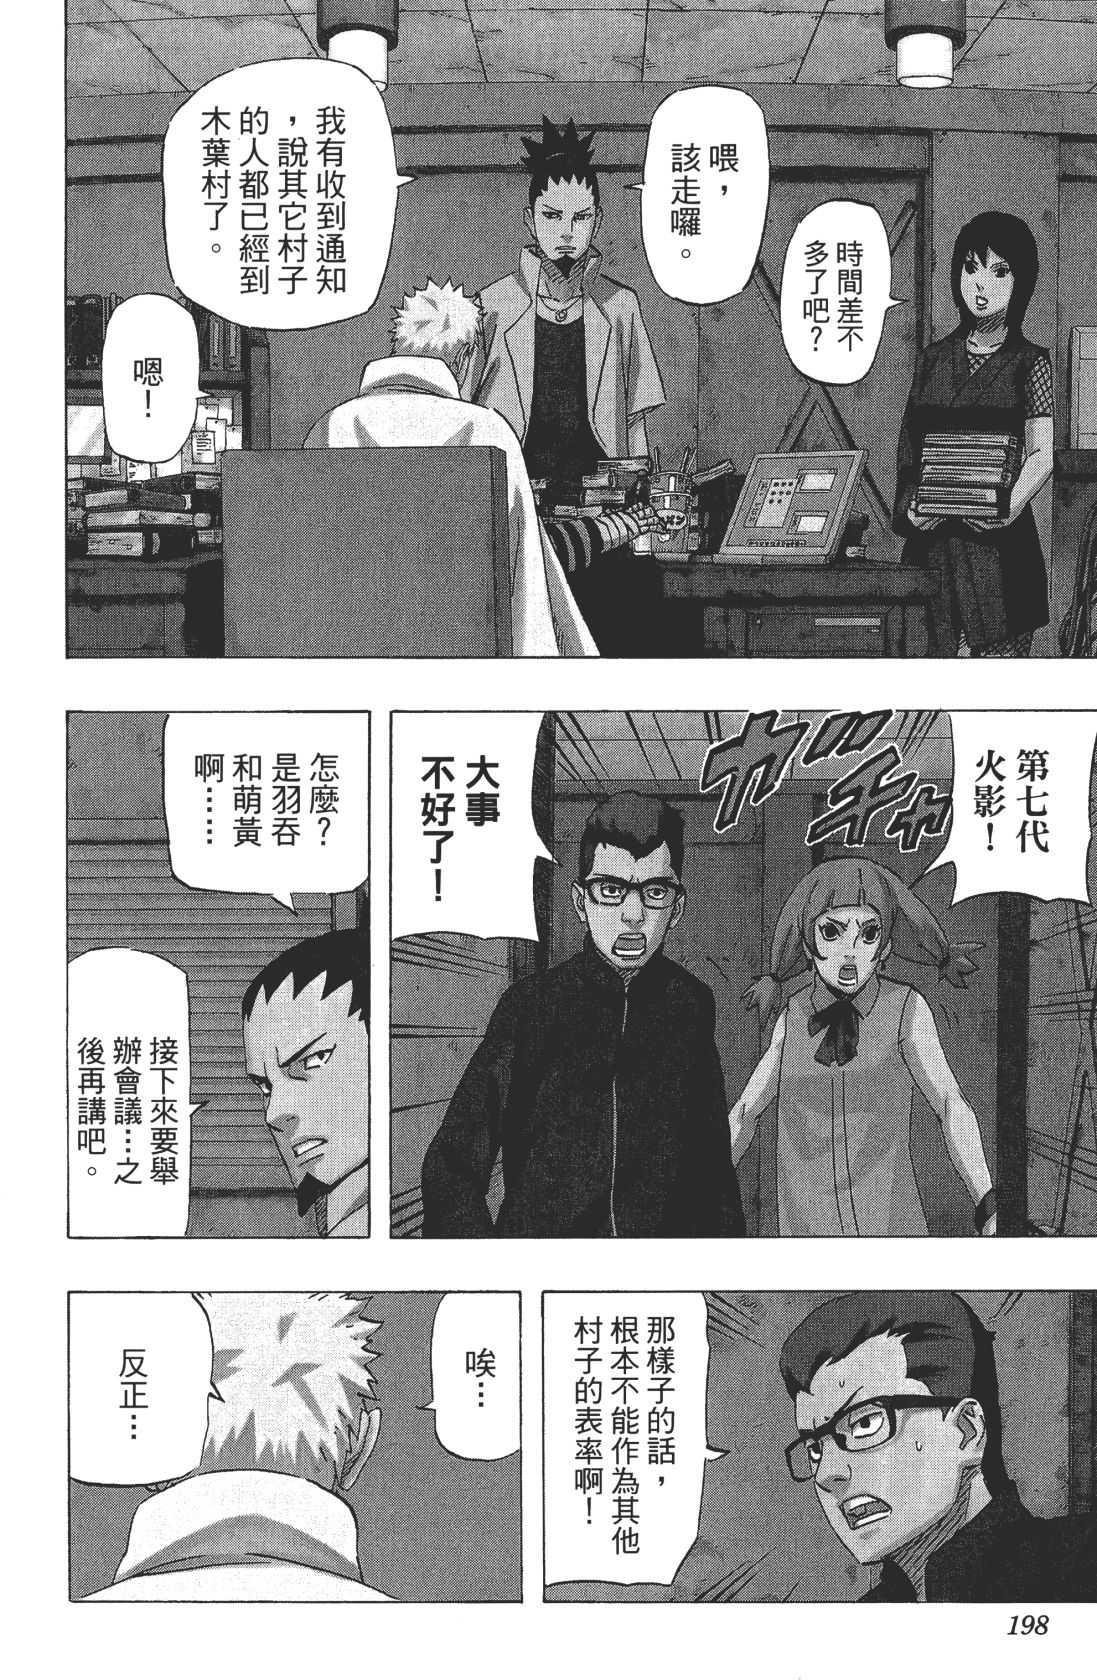 時間差不
多了吧？
喂，
該走囉。
我有收到通知
，說其它村子
的人都已經到
木葉村了。
嗯！
第七代
火影！
ガガチャ
大事
不好了！
怎麼？
是羽吞
和萌黃
啊……
接下來要舉
辦會議…之
後再講吧。
那樣子的話，
根本不能作為其他
村子的表率啊！
唉…
反正…
198